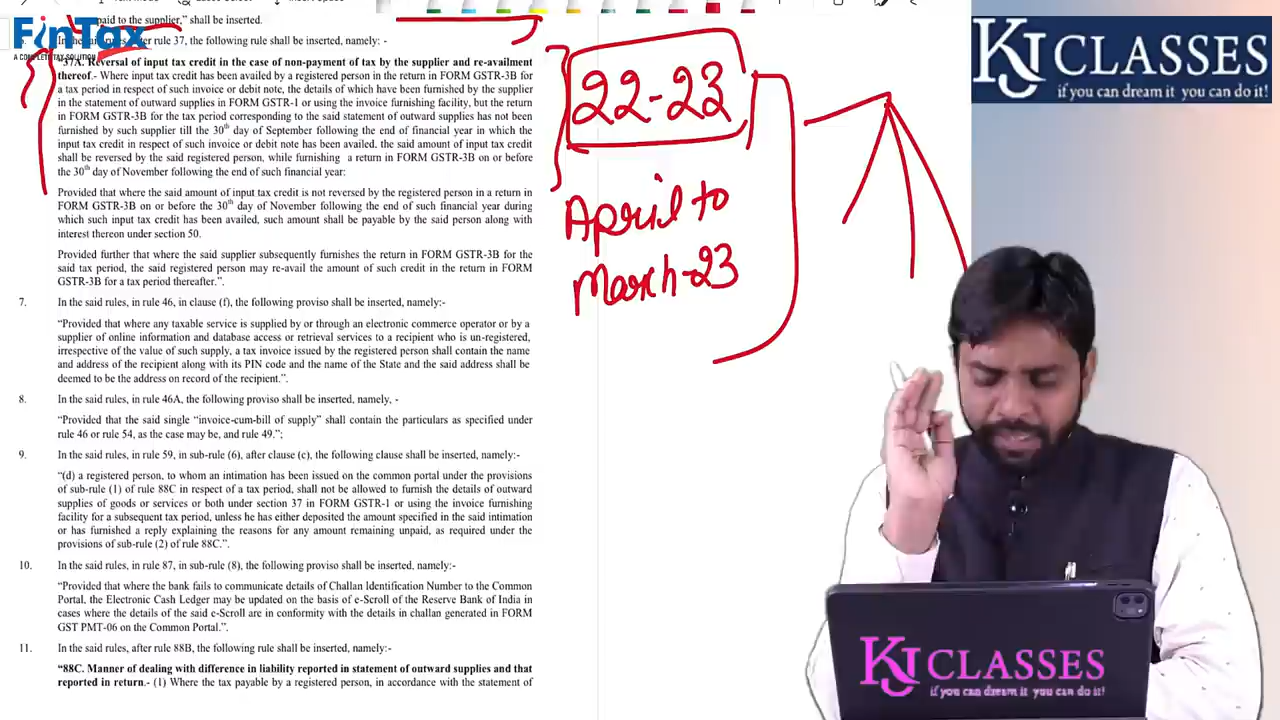 paid to the supplier,” shall be inserted.
FinTax
A COMPLETE TAX SOLUTION
rules, after rule 37, the following rule shall be inserted, namely: -
“37A. Reversal of input tax credit in the case of non-payment of tax by the supplier and re-availment
thereof.- Where input tax credit has been availed by a registered person in the return in FORM GSTR-3B for
a tax period in respect of such invoice or debit note, the details of which have been furnished by the supplier
in the statement of outward supplies in FORM GSTR-1 or using the invoice furnishing facility, but the return
in FORM GSTR-3B for the tax period corresponding to the said statement of outward supplies has not been
furnished by such supplier till the 30th day of September following the end of financial year in which the
input tax credit in respect of such invoice or debit note has been availed, the said amount of input tax credit
shall be reversed by the said registered person, while furnishing a return in FORM GSTR-3B on or before
the 30th day of November following the end of such financial year:
Provided that where the said amount of input tax credit is not reversed by the registered person in a return in
FORM GSTR-3B on or before the 30th day of November following the end of such financial year during
which such input tax credit has been availed, such amount shall be payable by the said person along with
interest thereon under section 50.
Provided further that where the said supplier subsequently furnishes the return in FORM GSTR-3B for the
said tax period, the said registered person may re-avail the amount of such credit in the return in FORM
GSTR-3B for a tax period thereafter.”.
7. In the said rules, in rule 46, in clause (f), the following proviso shall be inserted, namely:-
“Provided that where any taxable service is supplied by or through an electronic commerce operator or by a
supplier of online information and database access or retrieval services to a recipient who is un-registered,
irrespective of the value of such supply, a tax invoice issued by the registered person shall contain the name
and address of the recipient along with its PIN code and the name of the State and the said address shall be
deemed to be the address on record of the recipient.”.
8. In the said rules, in rule 46A, the following proviso shall be inserted, namely, -
“Provided that the said single “invoice-cum-bill of supply” shall contain the particulars as specified under
rule 46 or rule 54, as the case may be, and rule 49.”;
9. In the said rules, in rule 59, in sub-rule (6), after clause (c), the following clause shall be inserted, namely:-
“(d) a registered person, to whom an intimation has been issued on the common portal under the provisions
of sub-rule (1) of rule 88C in respect of a tax period, shall not be allowed to furnish the details of outward
supplies of goods or services or both under section 37 in FORM GSTR-1 or using the invoice furnishing
facility for a subsequent tax period, unless he has either deposited the amount specified in the said intimation
or has furnished a reply explaining the reasons for any amount remaining unpaid, as required under the
provisions of sub-rule (2) of rule 88C.”.
10. In the said rules, in rule 87, in sub-rule (8), the following proviso shall be inserted, namely:-
“Provided that where the bank fails to communicate details of Challan Identification Number to the Common
Portal, the Electronic Cash Ledger may be updated on the basis of e-Scroll of the Reserve Bank of India in
cases where the details of the said e-Scroll are in conformity with the details in challan generated in FORM
GST PMT-06 on the Common Portal.”.
11. In the said rules, after rule 88B, the following rule shall be inserted, namely:-
“88C. Manner of dealing with difference in liability reported in statement of outward supplies and that
reported in return.- (1) Where the tax payable by a registered person, in accordance with the statement of
22-23
April to
March-23
KJ CLASSES
if you can dream it you can do it!
KJ CLASSES
if you can dream it you can do it!